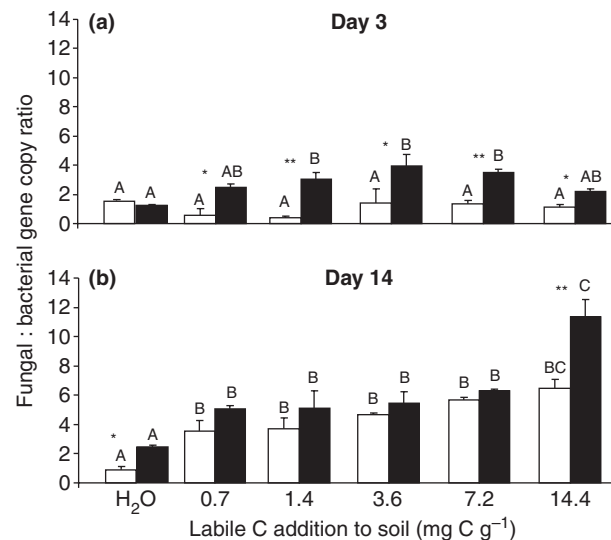 (a) Day 3
14
12
10
8
6
4
2
0
A A
* A AB
** A B
* A B
** A B
* A AB
(b) Day 14
14
12
10
8
6
4
2
0
* A A
B B
B B
B B
B B
** BC C
H₂O 0.7 1.4 3.6 7.2 14.4
Labile C addition to soil (mg C g⁻¹)
Fungal : bacterial gene copy ratio